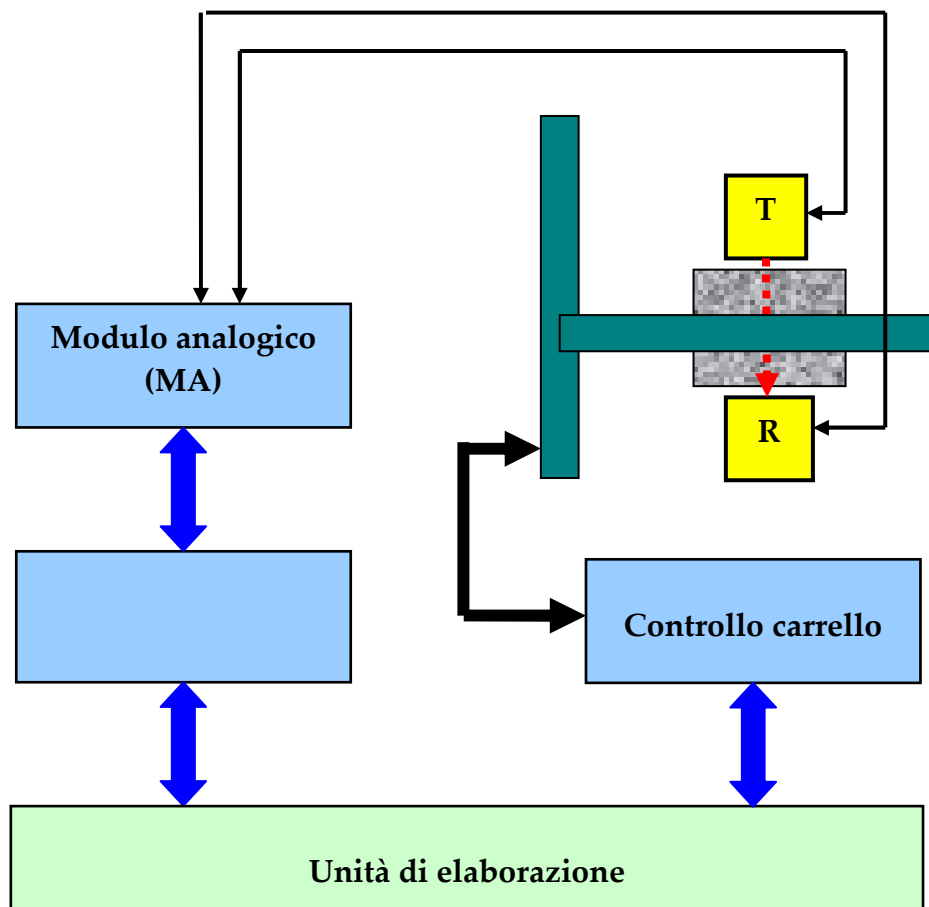 T
Modulo analogico
(MA)
R
Controllo carrello
Unità di elaborazione